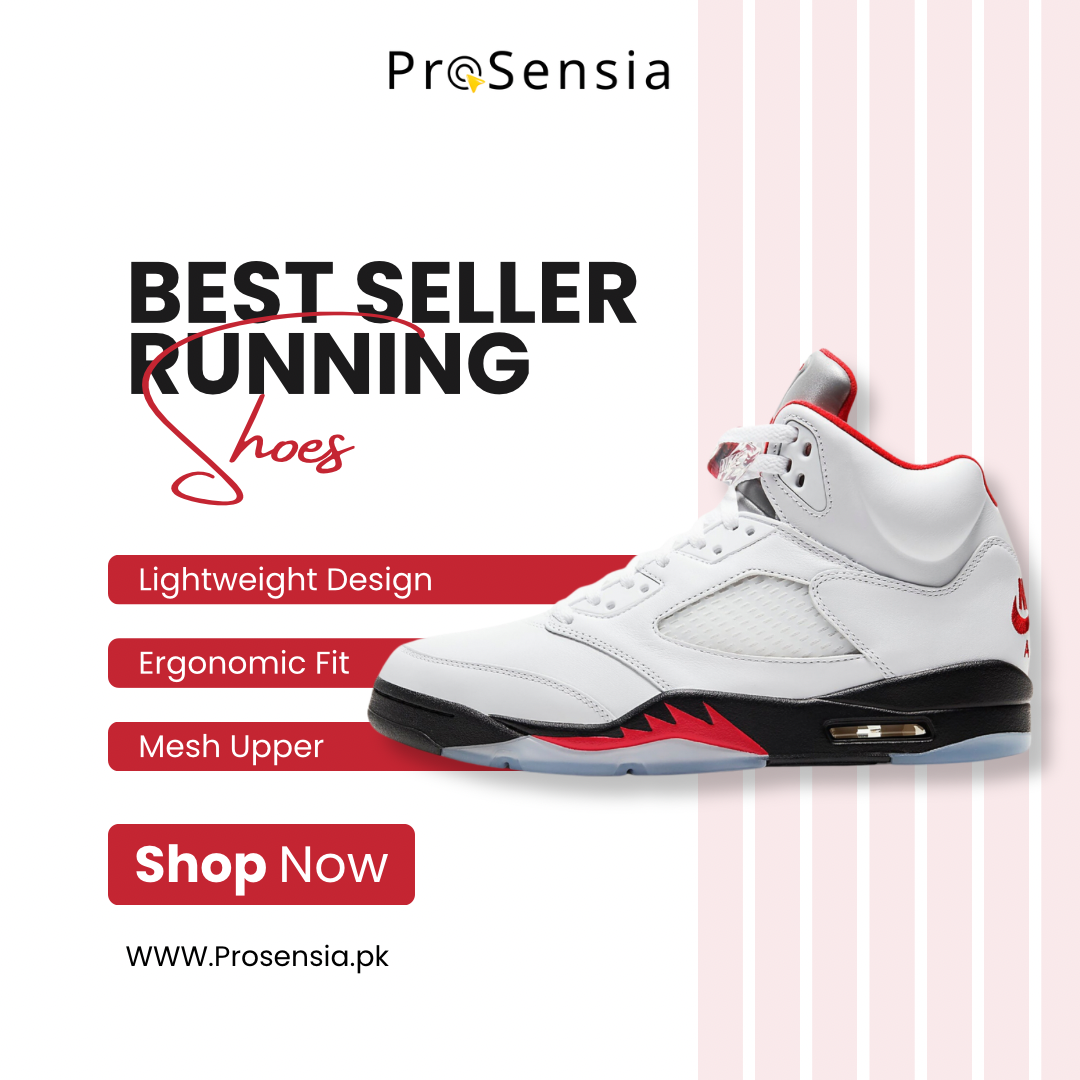 ProSensia
BEST SELLER
RUNNING
Shoes
Lightweight Design
Ergonomic Fit
Mesh Upper
Shop Now
WWW.Prosensia.pk